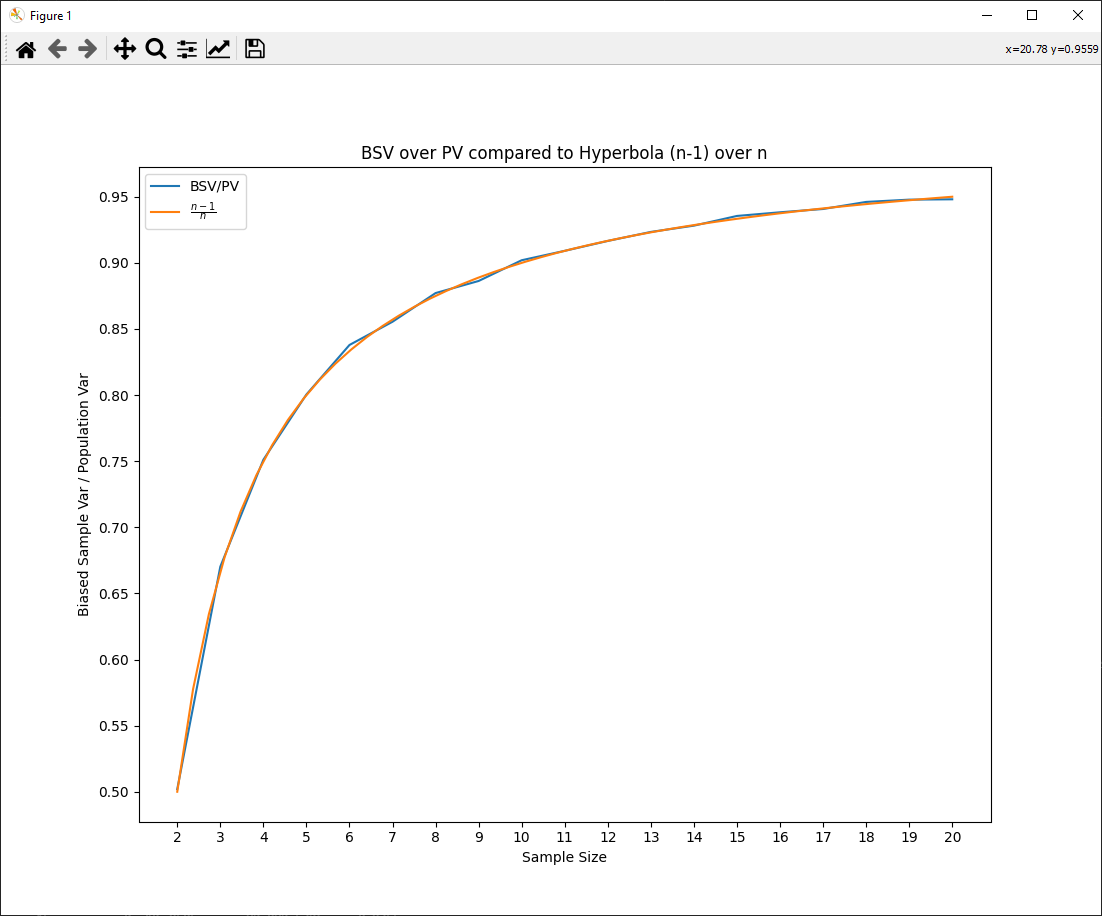 Figure 1
x=20.78 y=0.9559
BSV over PV compared to Hyperbola (n-1) over n
BSV/PV
n − 1
n
0.95
0.90
0.85
0.80
0.75
0.70
0.65
0.60
0.55
0.50
Biased Sample Var / Population Var
2 3 4 5 6 7 8 9 10 11 12 13 14 15 16 17 18 19 20
Sample Size